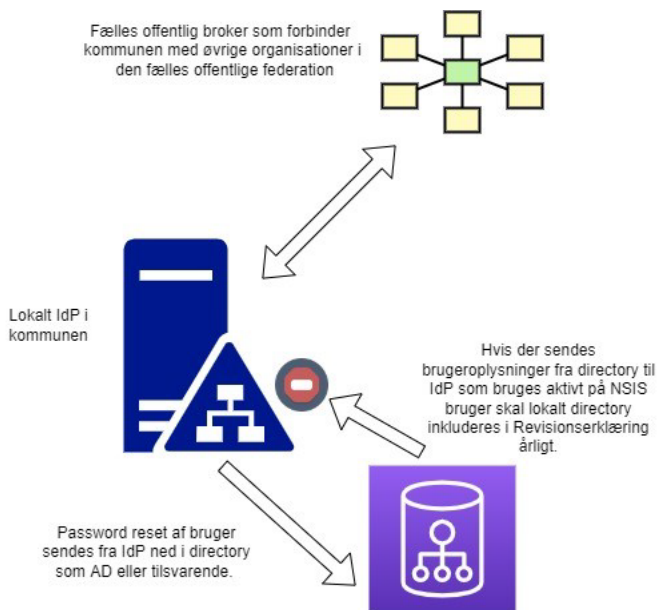 Fælles offentlig broker som forbinder
kommunen med øvrige organisationer i
den fælles offentlige federation
Lokalt IdP i
kommunen
Hvis der sendes
brugeroplysninger fra directory til
IdP som bruges aktivt på NSIS
bruger skal lokalt directory
inkluderes i Revisionserklæring
årligt.
Password reset af bruger
sendes fra IdP ned i directory
som AD eller tilsvarende.